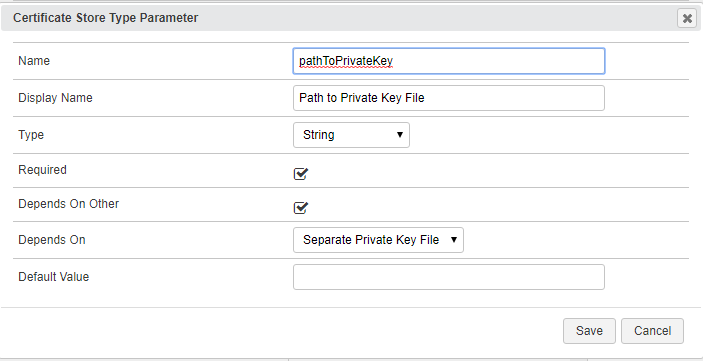 Certificate Store Type Parameter
Name
pathToPrivateKey
Display Name
Path to Private Key File
Type
String
Required
Depends On Other
Depends On
Separate Private Key File
Default Value
Save
Cancel